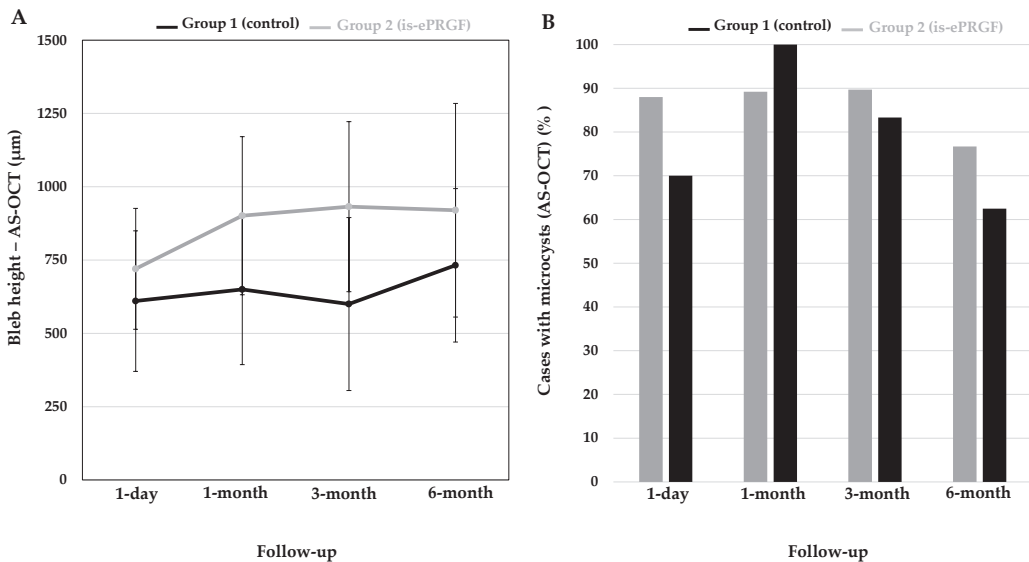 A
Group 1 (control) Group 2 (is-ePRGF)
Bleb height – AS-OCT (µm)
1500
1250
1000
750
500
250
0
1-day 1-month 3-month 6-month
Follow-up
B
Group 1 (control) Group 2 (is-ePRGF)
Cases with microcysts (AS-OCT) (% )
100
90
80
70
60
50
40
30
20
10
0
1-day 1-month 3-month 6-month
Follow-up